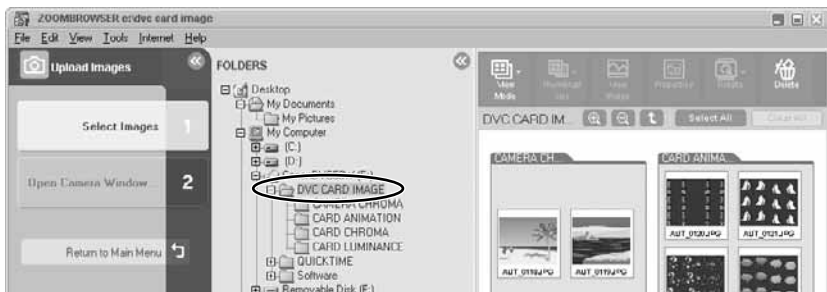 ZOOMBROWSER e:\dvc card image
File Edit View Tools Internet Help
Upload Images
Select Images 1
Open Camera Window... 2
Return to Main Menu
FOLDERS
Desktop
My Documents
My Pictures
My Computer
(C:)
(D:)
DVC CARD IMAGE
CAMERA CHROMA
CARD ANIMATION
CARD CHROMA
CARD LUMINANCE
QUICKTIME
Software
Removable Disk (F:)
View Mode
Properties
Delete
DVC CARD IM...
Select All
CAMERA CH...
CARD ANIMA...
AUT_0118.JPG AUT_0119.JPG
AUT_0120.JPG AUT_0121.JPG